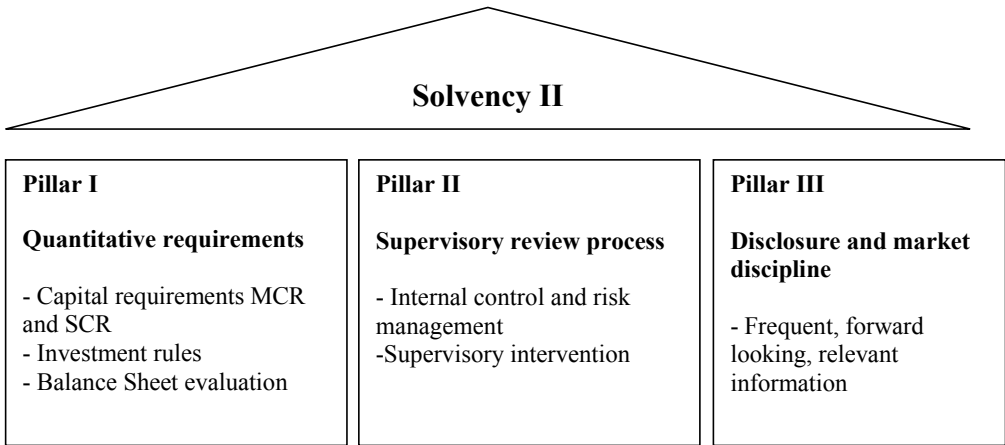 Solvency II
Pillar I
Quantitative requirements
- Capital requirements MCR
and SCR
- Investment rules
- Balance Sheet evaluation
Pillar II
Supervisory review process
- Internal control and risk
management
-Supervisory intervention
Pillar III
Disclosure and market
discipline
- Frequent, forward
looking, relevant
information